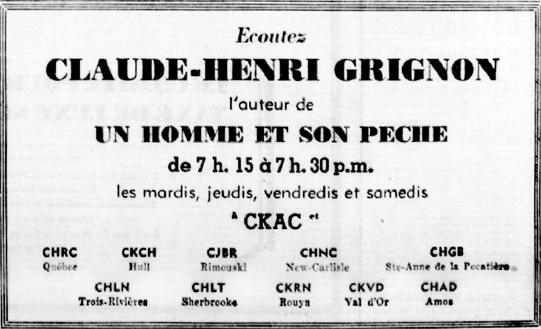 Ecoutez
CLAUDE-HENRI GRIGNON
l'auteur de
UN HOMME ET SON PECHE
de 7 h. 15 à 7 h. 30 p.m.
les mardis, jeudis, vendredis et samedis
à CKAC et
CHRC CKCH CJBR CHNC CHGB
Québec Hull Rimouski New-Carlisle Ste-Anne de la Pocatière
CHLN CHLT CKRN CKVD CHAD
Trois-Rivières Sherbrooke Rouyn Val d'Or Amos